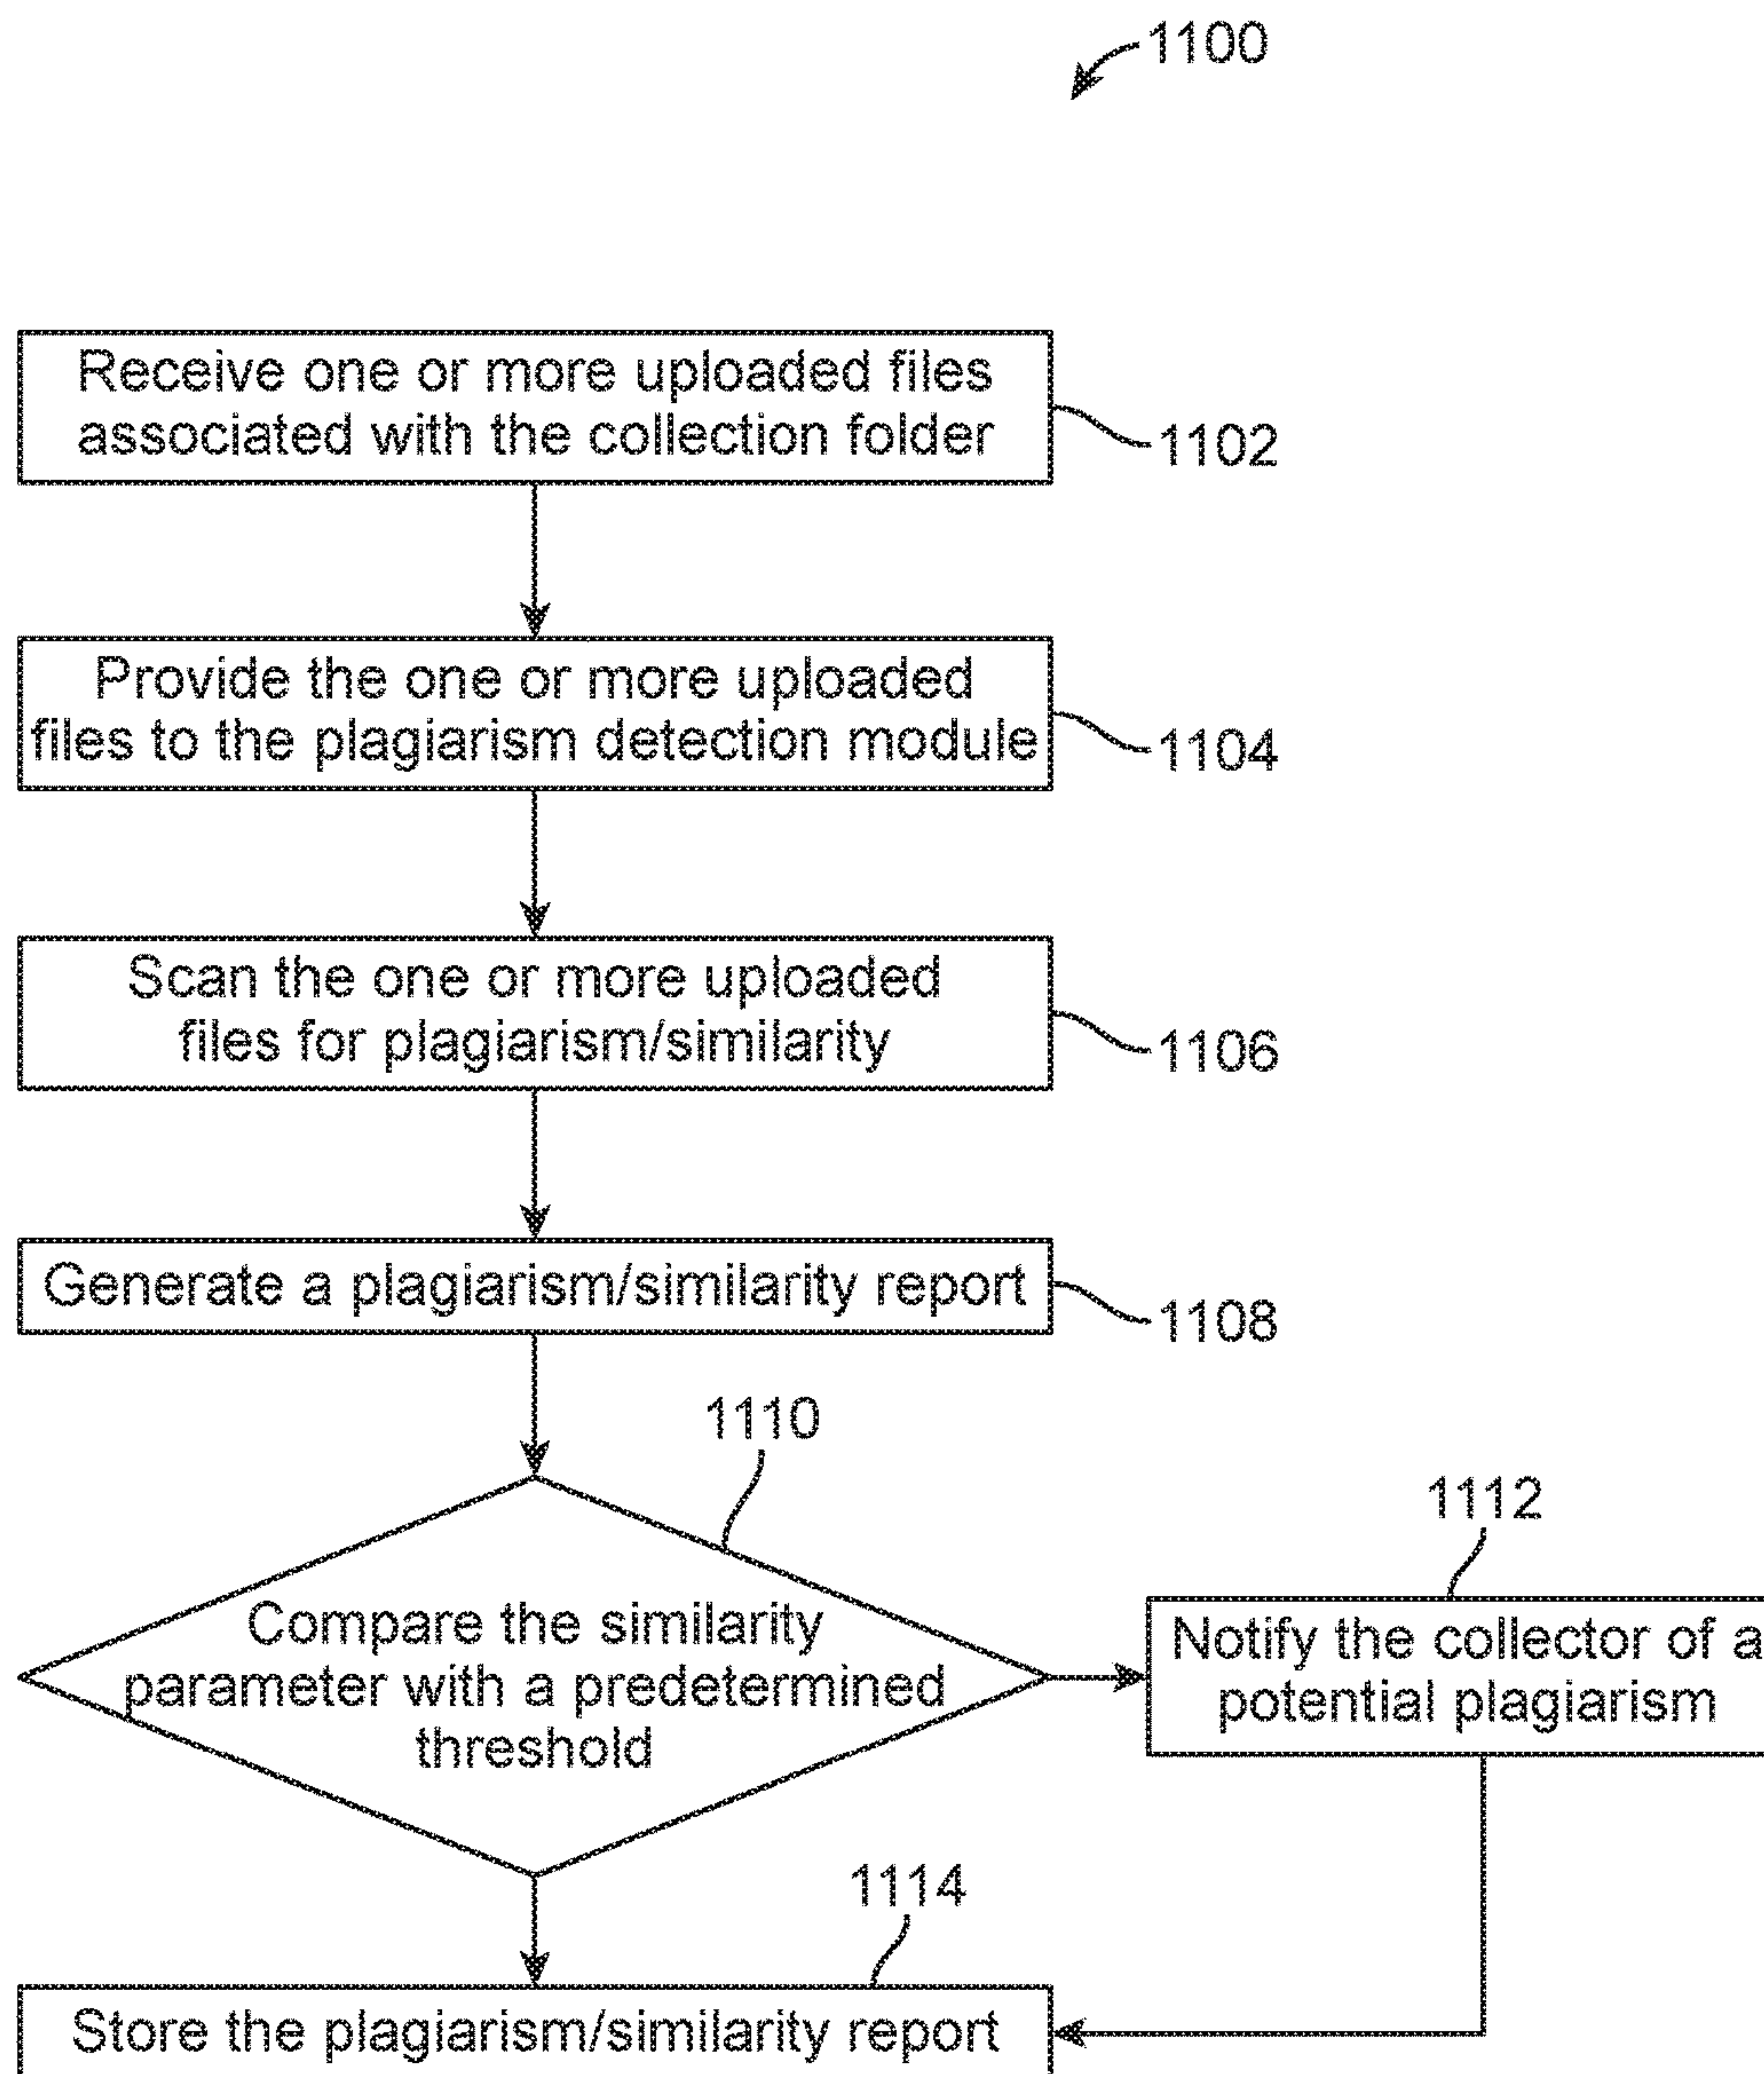 1100
Receive one or more uploaded files
associated with the collection folder
1102
Provide the one or more uploaded
files to the plagiarism detection module
1104
Scan the one or more uploaded
files for plagiarism/similarity
1106
Generate a plagiarism/similarity report
1108
1110
Compare the similarity
parameter with a predetermined
threshold
1112
Notify the collector of a
potential plagiarism
1114
Store the plagiarism/similarity report